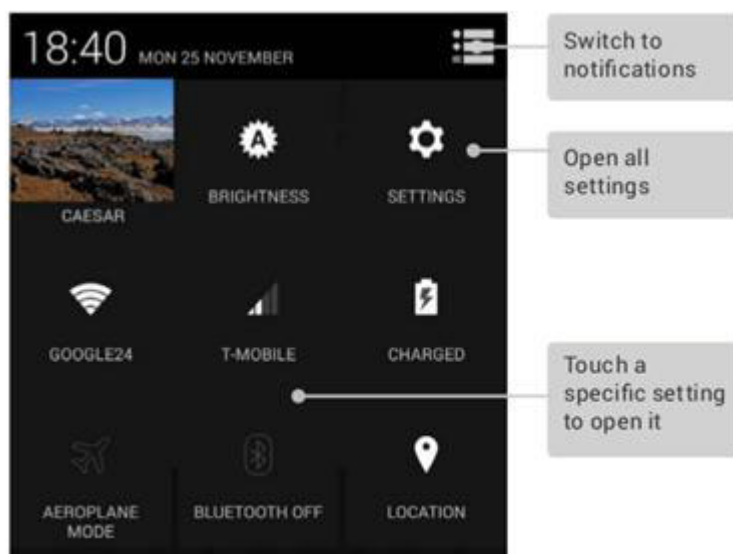 18:40 MON 25 NOVEMBER
Switch to
notifications
A
CAESAR
BRIGHTNESS
SETTINGS
Open all
settings
GOOGLE24
T-MOBILE
CHARGED
Touch a
specific setting
to open it
AEROPLANE
MODE
BLUETOOTH OFF
LOCATION